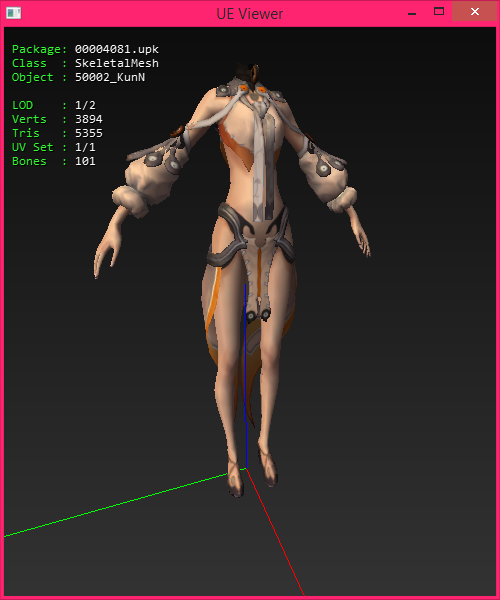 UE Viewer
Package: 00004081.upk
Class : SkeletalMesh
Object : 50002_KunN
LOD : 1/2
Verts : 3894
Tris : 5355
UV Set : 1/1
Bones : 101